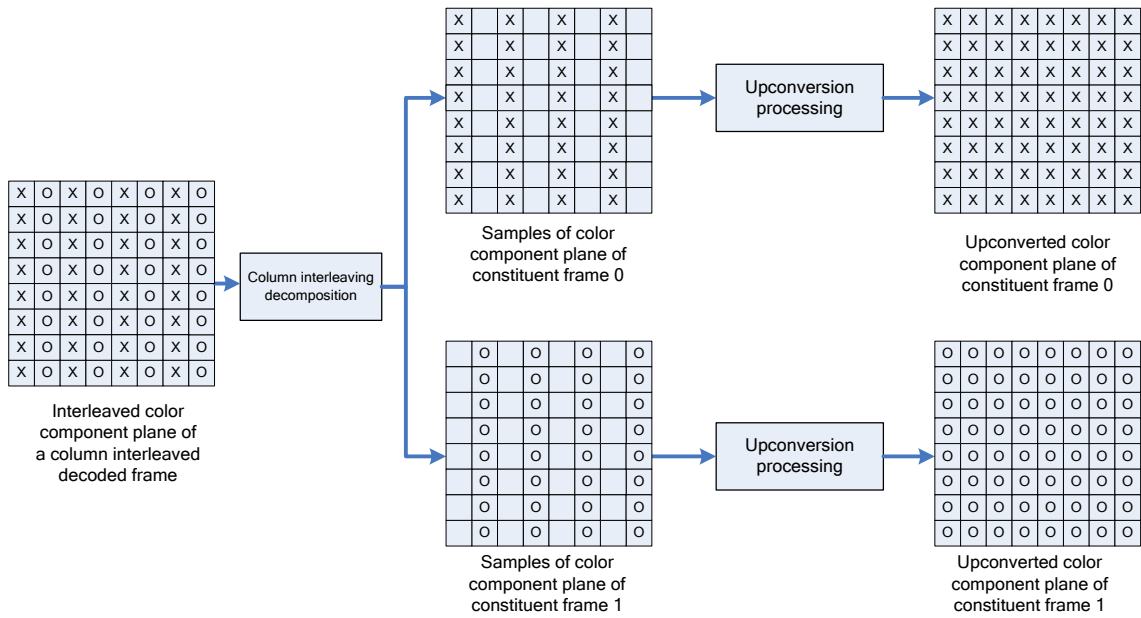 X O X O X O X O
X O X O X O X O
X O X O X O X O
X O X O X O X O
X O X O X O X O
X O X O X O X O
X O X O X O X O
X O X O X O X O
Interleaved color
component plane of
a column interleaved
decoded frame
Column interleaving
decomposition
X X X X
X X X X
X X X X
X X X X
X X X X
X X X X
X X X X
X X X X
Samples of color
component plane of
constituent frame 0
Upconversion
processing
X X X X X X X X
X X X X X X X X
X X X X X X X X
X X X X X X X X
X X X X X X X X
X X X X X X X X
X X X X X X X X
X X X X X X X X
Upconverted color
component plane of
constituent frame 0
O O O O
O O O O
O O O O
O O O O
O O O O
O O O O
O O O O
O O O O
Samples of color
component plane of
constituent frame 1
Upconversion
processing
O O O O O O O O
O O O O O O O O
O O O O O O O O
O O O O O O O O
O O O O O O O O
O O O O O O O O
O O O O O O O O
O O O O O O O O
Upconverted color
component plane of
constituent frame 1